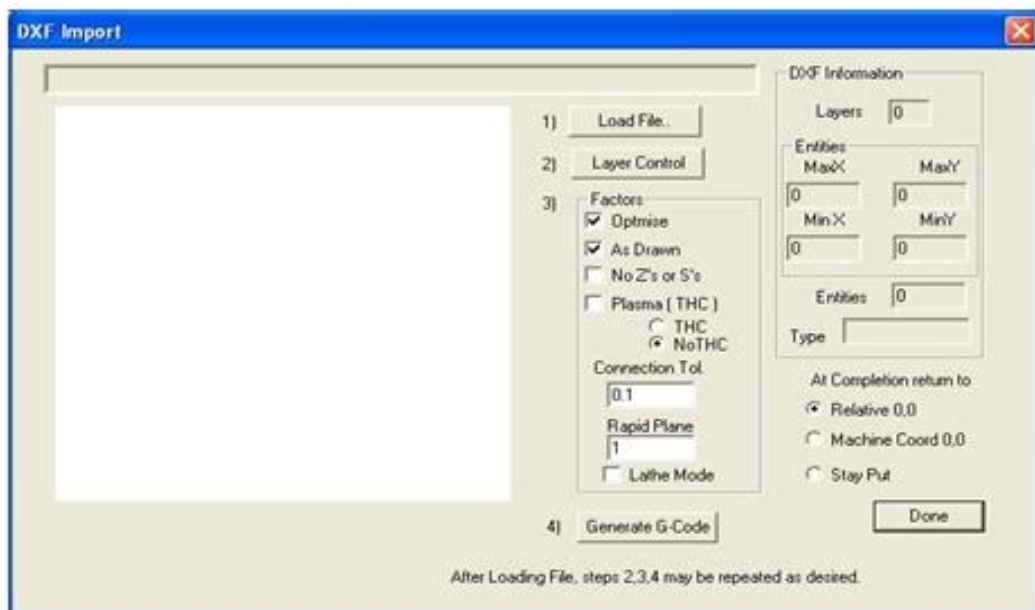 DXF Import
1) Load File..
2) Layer Control
3) Factors
Optmise
As Drawn
No Z's or S's
Plasma ( THC )
THC
NoTHC
Connection Tol.
0.1
Rapid Plane
1
Lathe Mode
4) Generate G-Code
DXF Information
Layers 0
Entities
MaxX MaxY
0 0
Min X MinY
0 0
Entities 0
Type
At Completion return to
Relative 0,0
Machine Coord 0,0
Stay Put
Done
After Loading File, steps 2,3,4 may be repeated as desired.